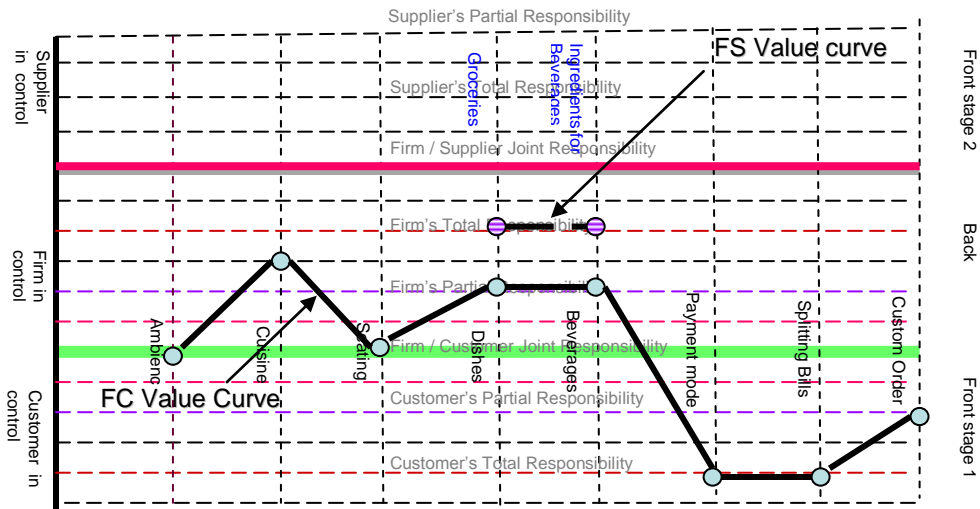 Supplier's Partial Responsibility
FS Value curve
Supplier
in control
Groceries
Ingredients for
Beverages
Front stage 2
Supplier's Total Responsibility
Firm / Supplier Joint Responsibility
Firm's Total Responsibility
Back
Firm in
control
Firm's Partial Responsibility
Ambienc
Cuisine
Seating
Dishes
Beverages
Payment mode
Splitting Bills
Custom Order
Firm / Customer Joint Responsibility
FC Value Curve
Customer's Partial Responsibility
Customer in
control
Front stage 1
Customer's Total Responsibility